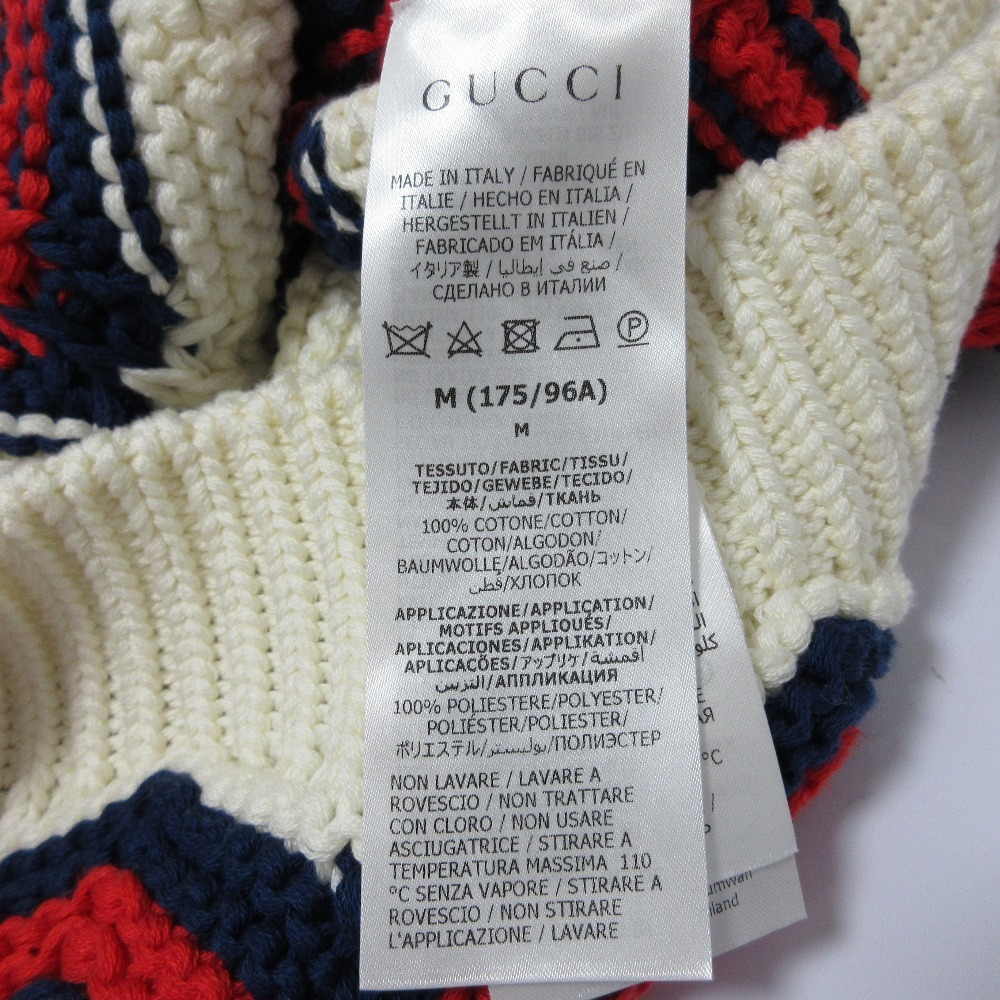 GUCCI
MADE IN ITALY / FABRIQUÉ EN
ITALIE / HECHO EN ITALIA /
HERGESTELLT IN ITALIEN /
FABRICADO EM ITÁLIA /
イタリア製 / صنع في إيطاليا /
СДЕЛАНО В ИТАЛИИ
P
M (175/96A)
M
TESSUTO/FABRIC/TISSU/
TEJIDO/GEWEBE/TECIDO/
本体/قماش/ТКАНЬ
100% COTONE/COTTON/
COTON/ALGODON/
BAUMWOLLE/ALGODÃO/コットン/
قطن/ХЛОПОК
APPLICAZIONE/APPLICATION/
MOTIFS APPLIQUÉS/
APLICACIONES/APPLIKATION/
APLICAÇÕES/アップリケ/أقمشة
التزيين/АППЛИКАЦИЯ
100% POLIESTERE/POLYESTER/
POLIÉSTER/POLIESTER/
ポリエステル/بوليستر/ПОЛИЭСТЕР
NON LAVARE / LAVARE A
ROVESCIO / NON TRATTARE
CON CLORO / NON USARE
ASCIUGATRICE / STIRARE A
TEMPERATURA MASSIMA 110
°C SENZA VAPORE / STIRARE A
ROVESCIO / NON STIRARE
L'APPLICAZIONE / LAVARE
°C